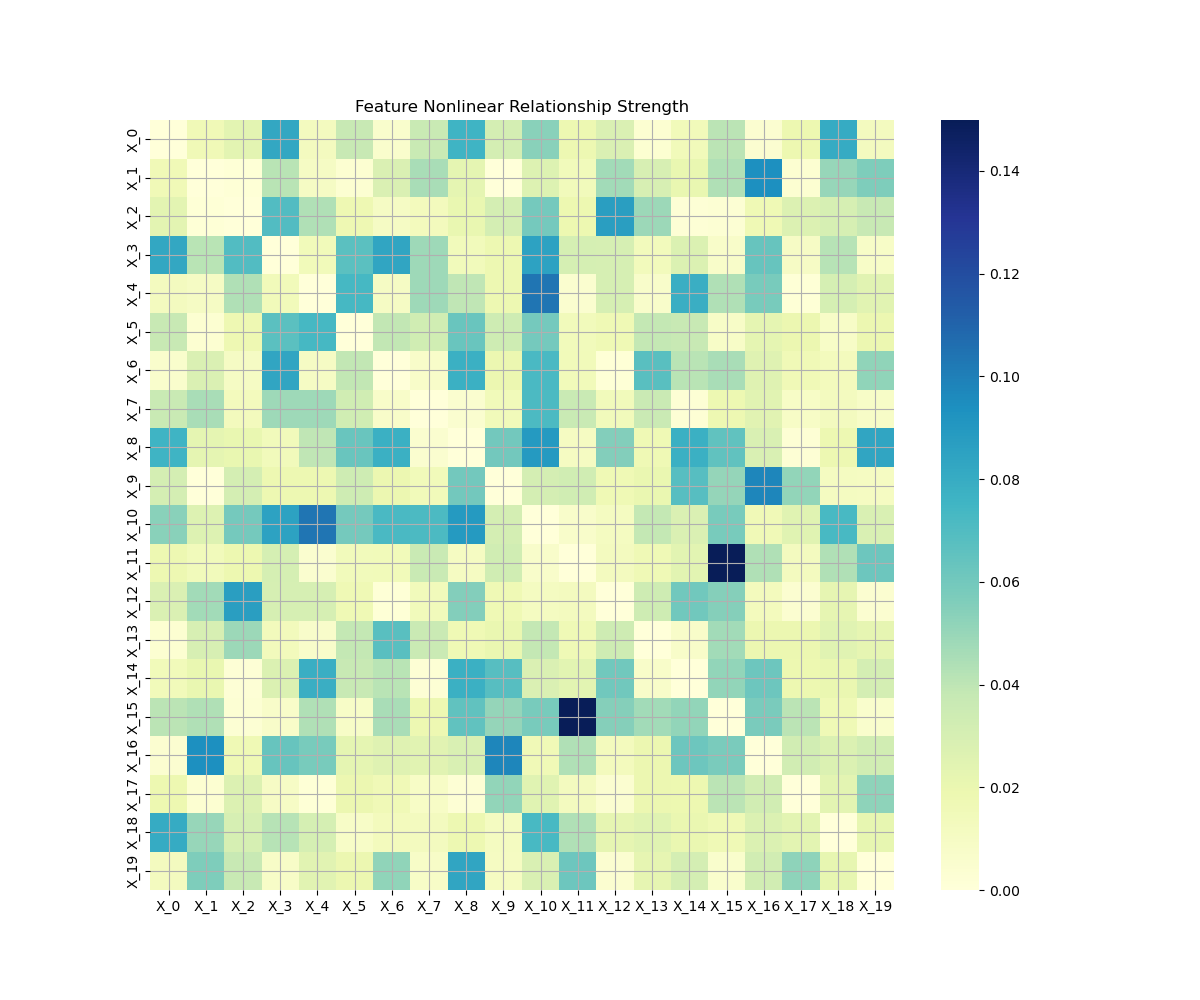 Feature Nonlinear Relationship Strength
X_0
X_1
X_2
X_3
X_4
X_5
X_6
X_7
X_8
X_9
X_10
X_11
X_12
X_13
X_14
X_15
X_16
X_17
X_18
X_19
X_0 X_1 X_2 X_3 X_4 X_5 X_6 X_7 X_8 X_9 X_10 X_11 X_12 X_13 X_14 X_15 X_16 X_17 X_18 X_19
0.14
0.12
0.10
0.08
0.06
0.04
0.02
0.00